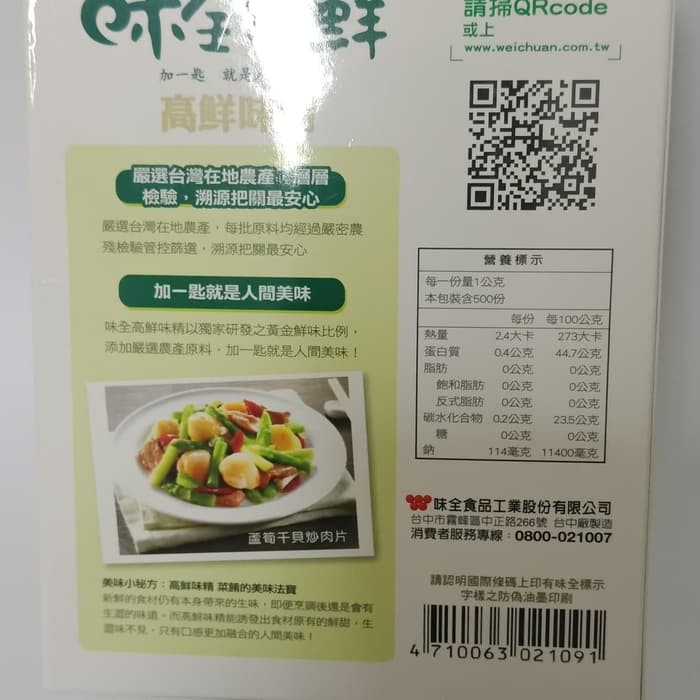 味全 鮮
加一匙 就是
高鮮味
嚴選台灣在地農產 層層
檢驗，溯源把關最安心
嚴選台灣在地農產，每批原料均經過嚴密農
殘檢驗管控篩選，溯源把關最安心
加一匙就是人間美味
味全高鮮味精以獨家研發之黃金鮮味比例，
添加嚴選農產原料，加一匙就是人間美味！
蘆筍干貝炒肉片
美味小秘方：高鮮味精 菜餚的美味法寶
新鮮的食材仍有本身帶來的生味，即便烹調後還是會有
生澀的味道。而高鮮味精能誘發出食材原有的鮮甜，生
澀味不見，只有口感更加融合的人間美味！
請掃QRcode
或上
www.weichuan.com.tw
營養標示
每一份量1公克
本包裝含500份
每份 每100公克
熱量 2.4大卡 273大卡
蛋白質 0.4公克 44.7公克
脂肪 0公克 0公克
飽和脂肪 0公克 0公克
反式脂肪 0公克 0公克
碳水化合物 0.2公克 23.5公克
糖 0公克 0公克
鈉 114毫克 11400毫克
味全食品工業股份有限公司
台中市霧峰區中正路266號 台中廠製造
消費者服務專線：0800-021007
請認明國際條碼上印有味全標示
字樣之防偽油墨印刷
4 710063 021091